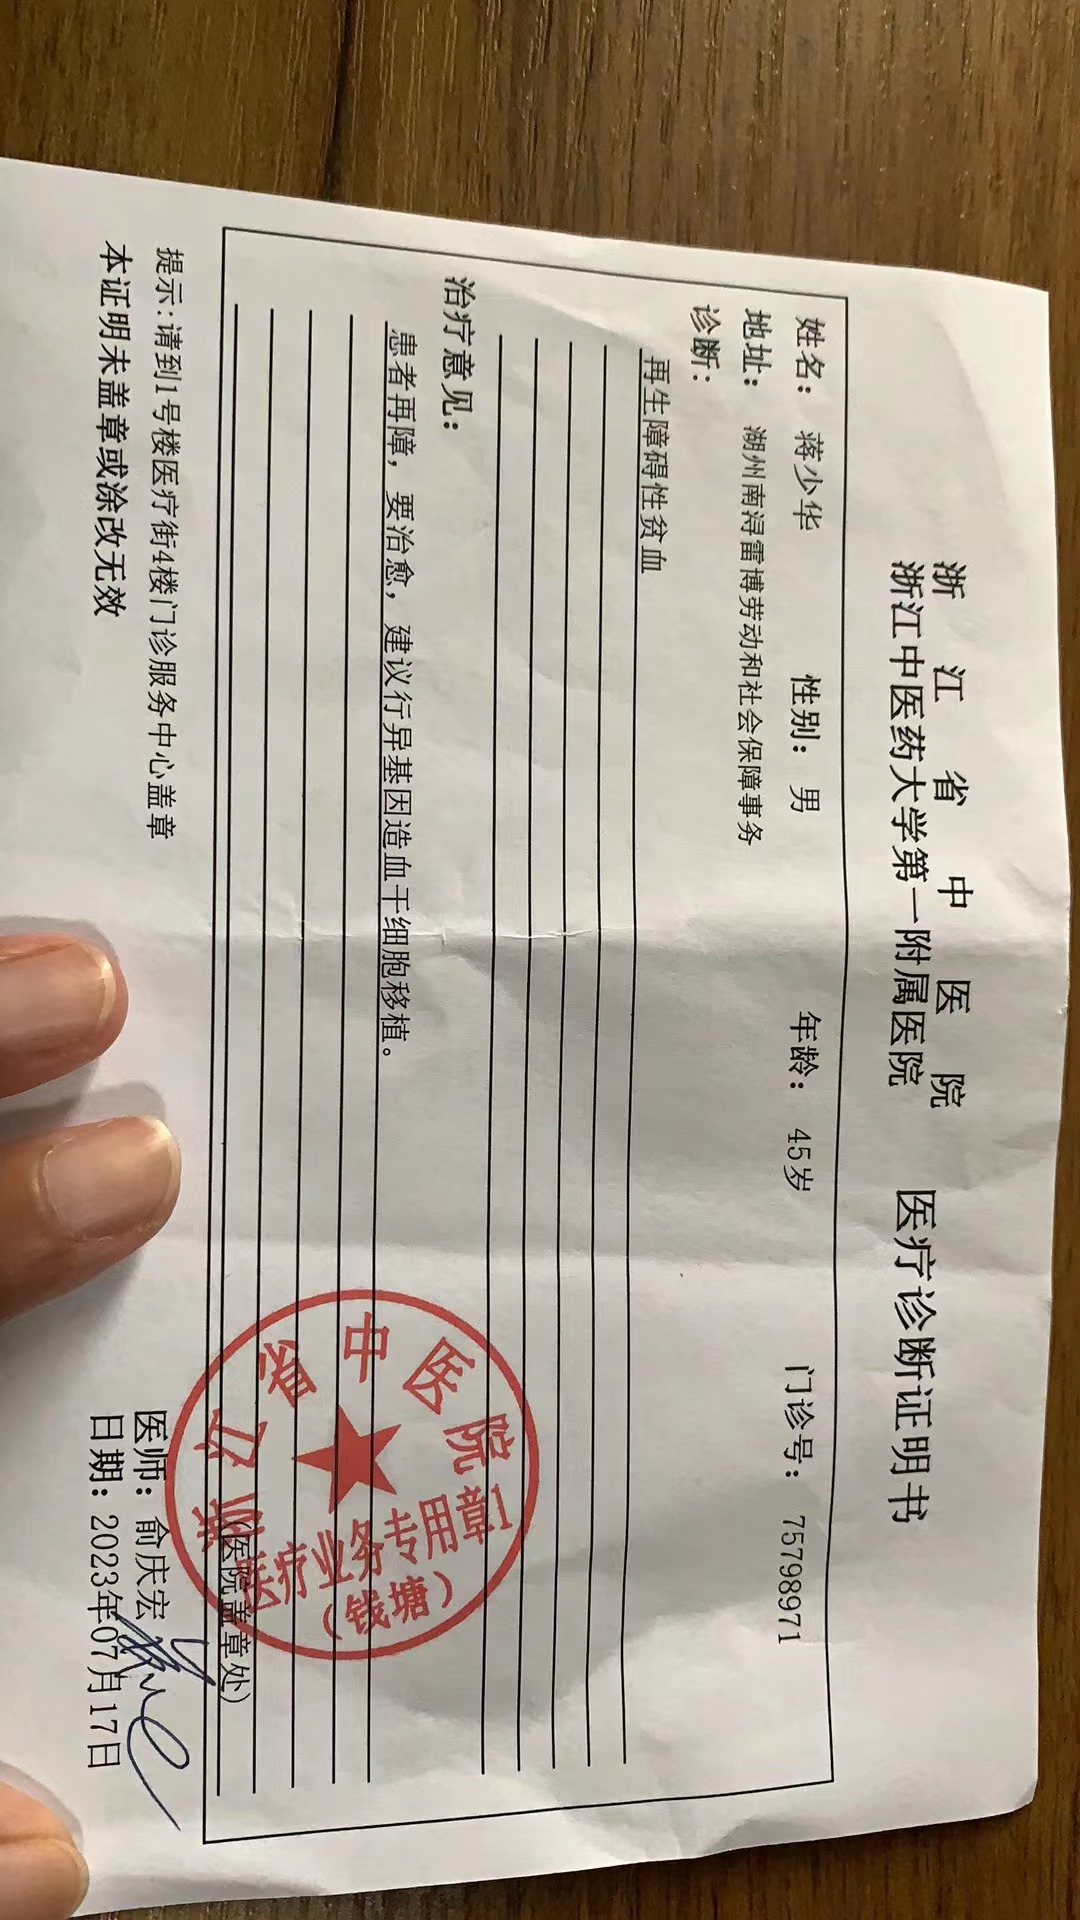 浙江省中医院
浙江中医药大学第一附属医院 医疗诊断证明书
姓名： 蒋少华 性别：男 年龄：45岁 门诊号：75798971
地址： 湖州南浔雷博劳动和社会保障事务
诊断：
再生障碍性贫血
治疗意见：
患者再障，要治愈，建议行异基因造血干细胞移植。
浙江省中医院
医疗业务专用章1
（钱塘）
(医院盖章处)
提示:请到1号楼医疗街4楼门诊服务中心盖章
医师：俞庆宏
本证明未盖章或涂改无效
日期：2023年07月17日